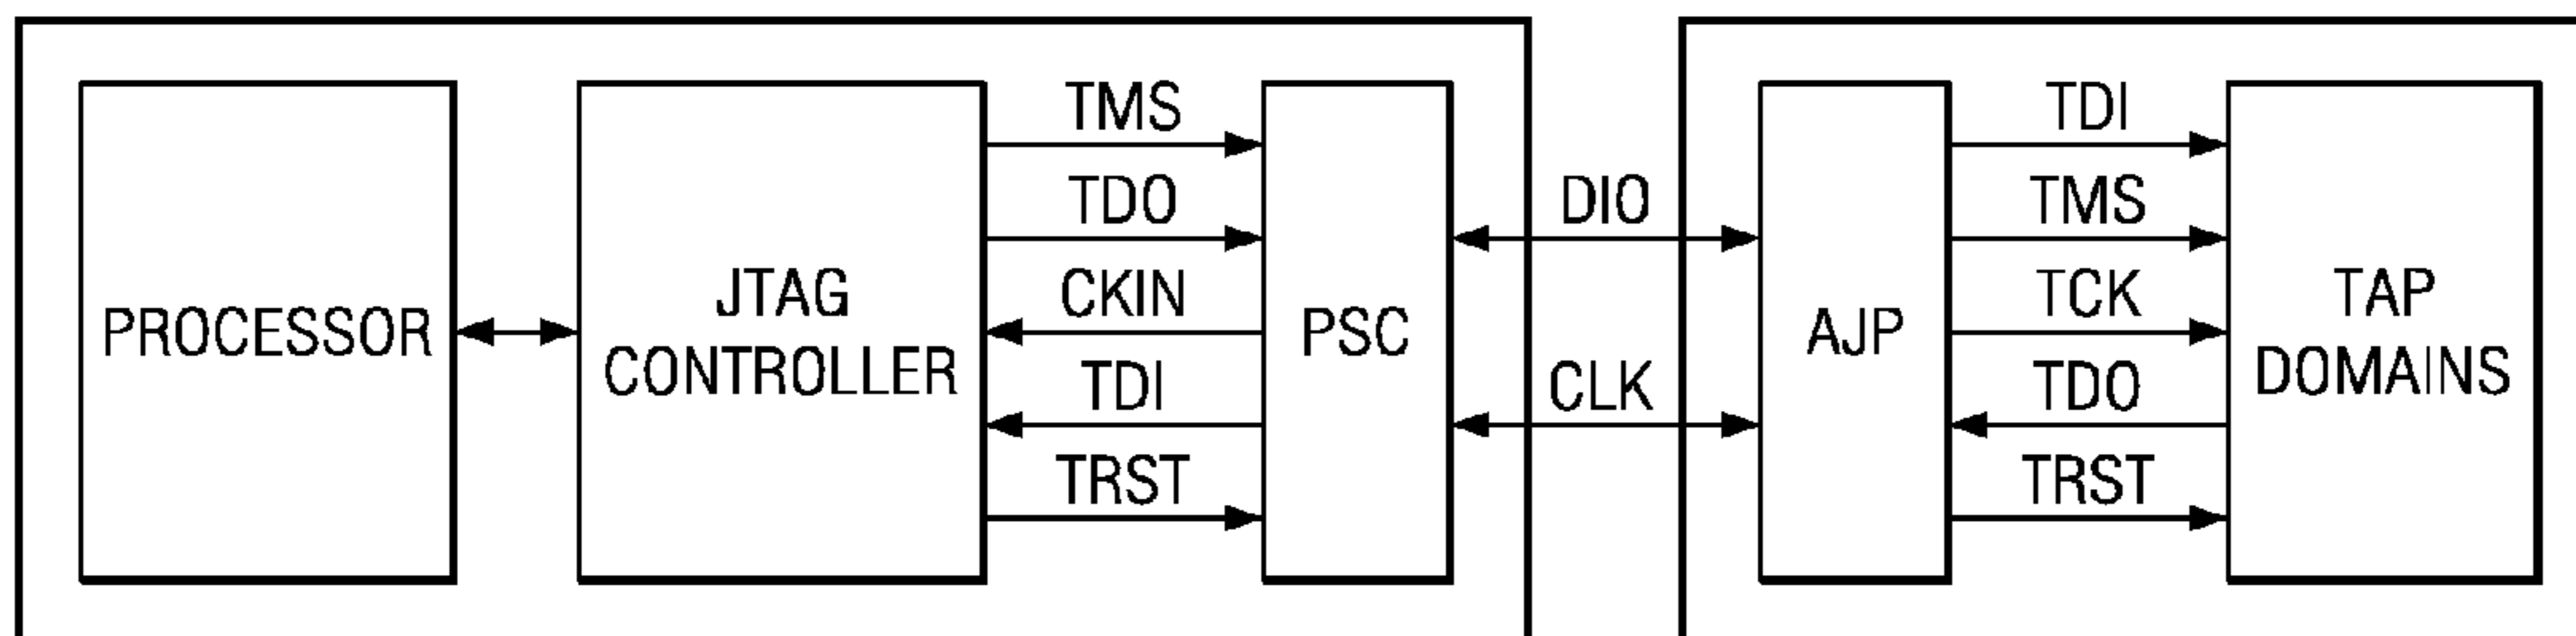 PROCESSOR
JTAG
CONTROLLER
TMS
TDO
CKIN
TDI
TRST
PSC
DIO
CLK
AJP
TDI
TMS
TCK
TDO
TRST
TAP
DOMAINS